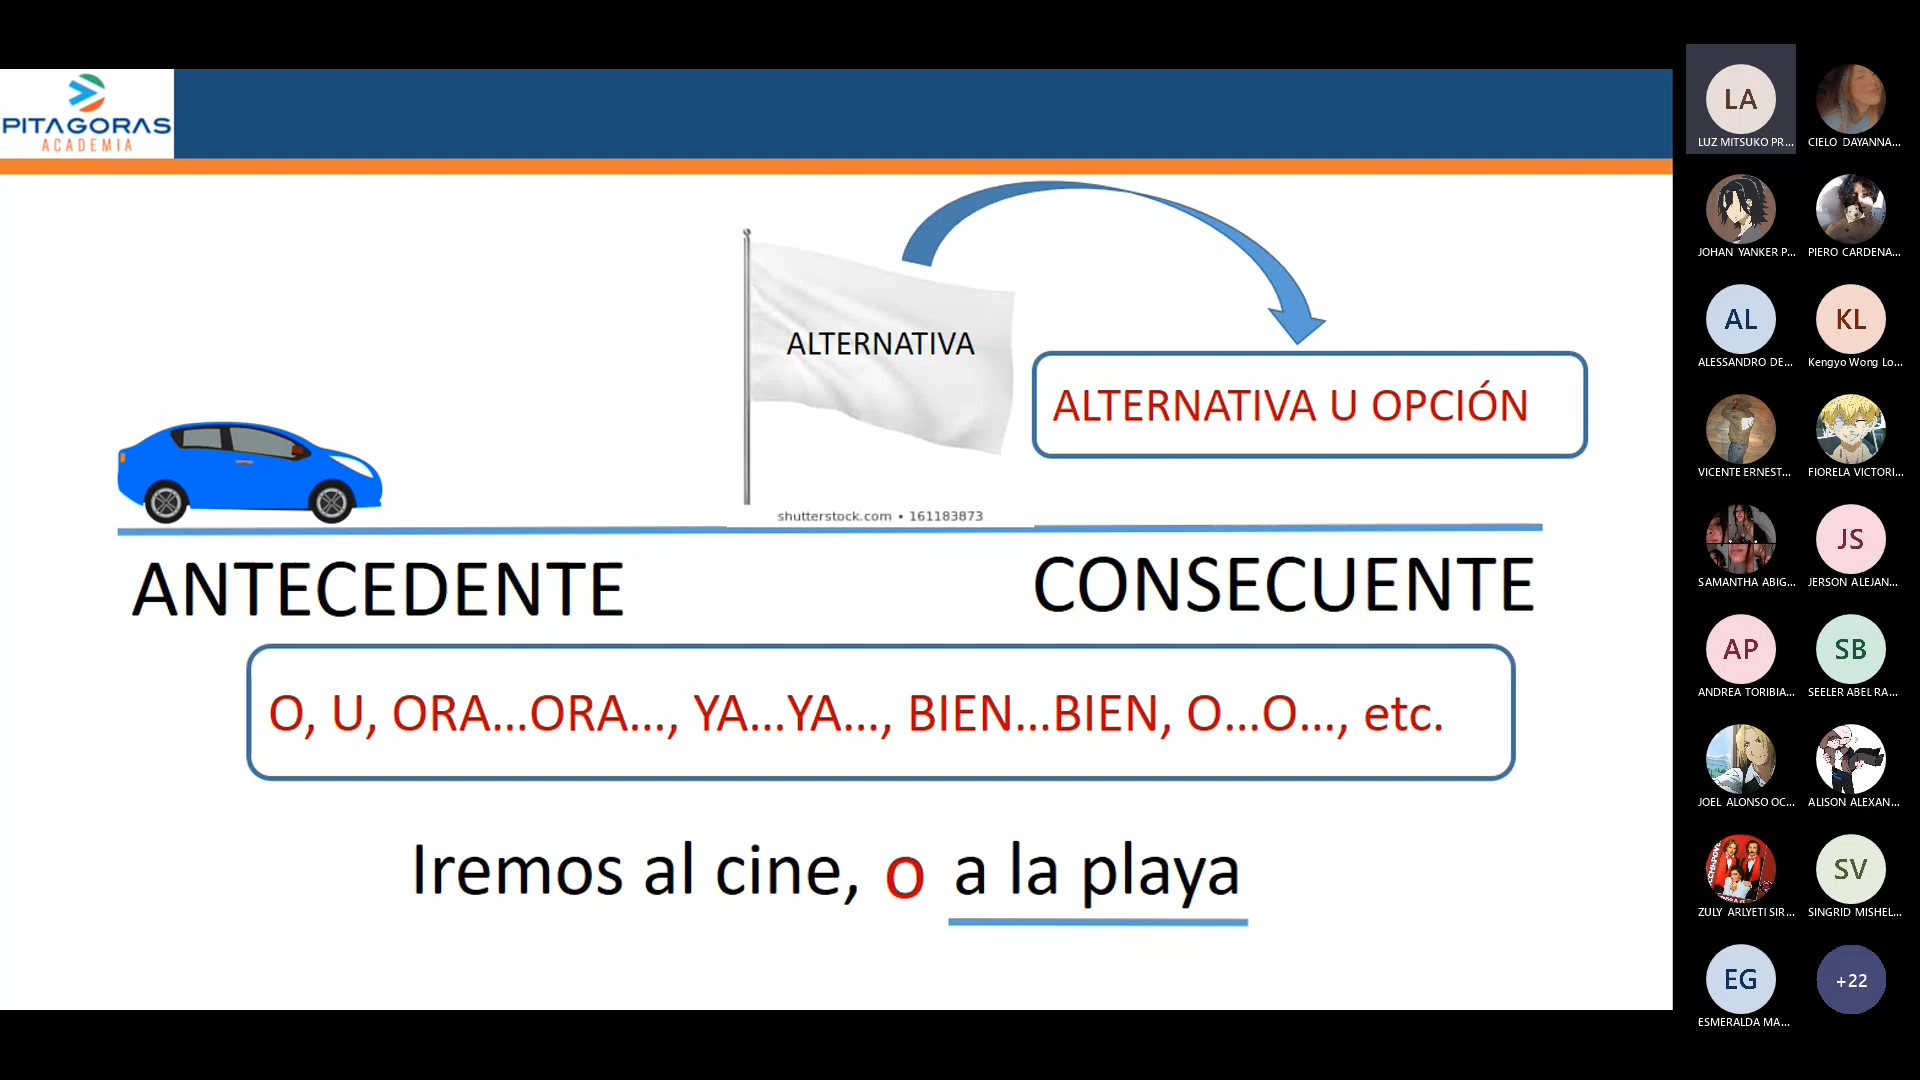 PITAGORAS
ACADEMIA
ALTERNATIVA
ALTERNATIVA U OPCIÓN
shutterstock.com • 161183873
ANTECEDENTE
CONSECUENTE
O, U, ORA...ORA..., YA...YA..., BIEN...BIEN, O...O..., etc.
Iremos al cine, o a la playa
LA
LUZ MITSUKO PR...
CIELO DAYANNA...
JOHAN YANKER P...
PIERO CARDENA...
AL
ALESSANDRO DE...
KL
Kengyo Wong Lo...
VICENTE ERNEST...
FIORELA VICTORI...
SAMANTHA ABIG...
JS
JERSON ALEJAN...
AP
ANDREA TORIBIA...
SB
SEELER ABEL RA...
JOEL ALONSO OC...
ALISON ALEXAN...
ZULY ARLYETI SIR...
SV
SINGRID MISHEL...
EG
ESMERALDA MA...
+22